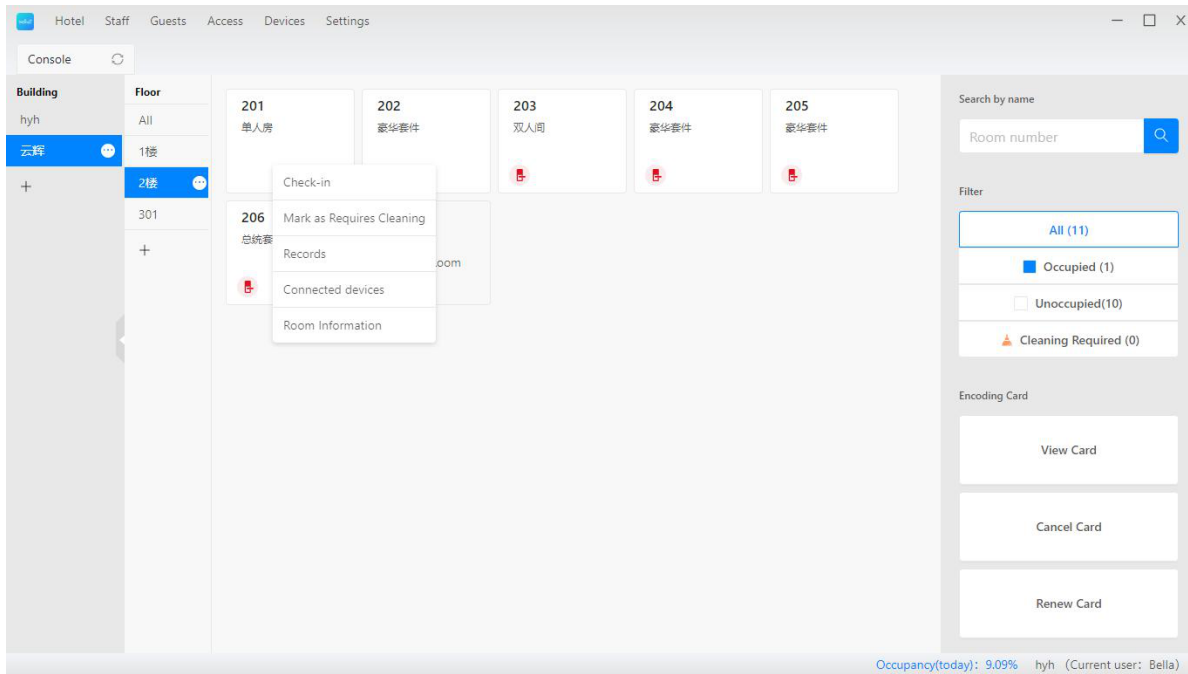 Hotel Staff Guests Access Devices Settings
Console
Building
hyh
云辉
Floor
All
1楼
2楼
301
201
单人房
202
豪华套件
203
双人间
204
豪华套件
205
豪华套件
206
总统套
oom
Check-in
Mark as Requires Cleaning
Records
Connected devices
Room Information
Search by name
Room number
Filter
All (11)
Occupied (1)
Unoccupied(10)
Cleaning Required (0)
Encoding Card
View Card
Cancel Card
Renew Card
Occupancy(today): 9.09% hyh (Current user: Bella)